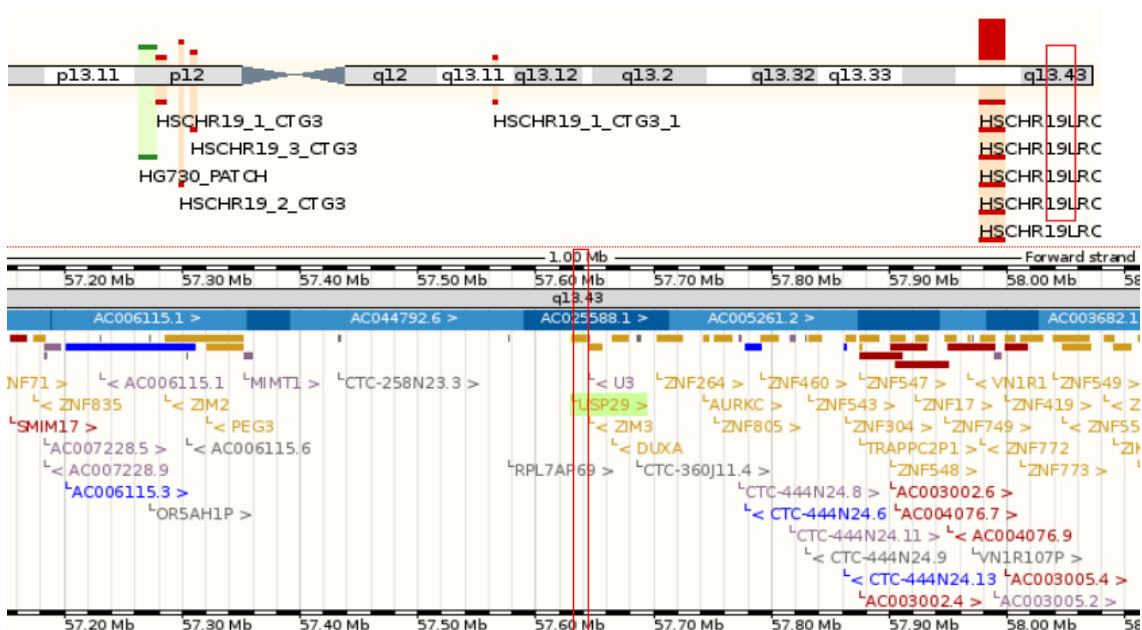 p13.11 p12 q12 q13.11 q13.12 q13.2 q13.32 q13.33 q13.43
HSCHR19_1_CTG3 HSCHR19_1_CTG3_1 HSCHR19LRC
HSCHR19_3_CTG3 HSCHR19LRC
HG730_PATCH HSCHR19LRC
HSCHR19_2_CTG3 HSCHR19LRC
HSCHR19LRC
1.00 Mb Forward strand
57.20 Mb 57.30 Mb 57.40 Mb 57.50 Mb 57.60 Mb 57.70 Mb 57.80 Mb 57.90 Mb 58.00 Mb
q13.43
AC006115.1 > AC044792.6 > AC025588.1 > AC005261.2 > AC003682.1
NF71 > < AC006115.1 MIMT1 > CTC-258N23.3 > < U3 ZNF264 > ZNF460 > ZNF547 > < VN1R1 ZNF549 >
< ZNF835 < ZIM2 USP29 > AURKC > ZNF543 > ZNF17 > ZNF419 > < Z
SMIM17 > < PEG3 < ZIM3 ZNF805 > ZNF304 > ZNF749 > < ZNF55
AC007228.5 > < AC006115.6 < DUXA TRAPPC2P1 > < ZNF772 ZIK
< AC007228.9 RPL7AP69 > CTC-360J11.4 > ZNF548 > ZNF773 >
AC006115.3 > CTC-444N24.8 > AC003002.6 >
OR5AH1P > < CTC-444N24.6 AC004076.7 >
CTC-444N24.11 > < AC004076.9
< CTC-444N24.9 VN1R107P >
< CTC-444N24.13 AC003005.4 >
AC003002.4 > AC003005.2 >
57.20 Mb 57.30 Mb 57.40 Mb 57.50 Mb 57.60 Mb 57.70 Mb 57.80 Mb 57.90 Mb 58.00 Mb